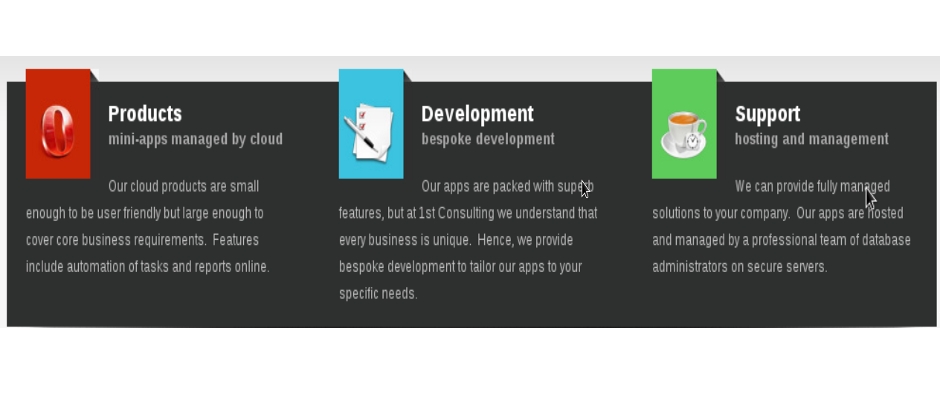 Products
mini-apps managed by cloud
Our cloud products are small
enough to be user friendly but large enough to
cover core business requirements. Features
include automation of tasks and reports online.
Development
bespoke development
Our apps are packed with superb
features, but at 1st Consulting we understand that
every business is unique. Hence, we provide
bespoke development to tailor our apps to your
specific needs.
Support
hosting and management
We can provide fully managed
solutions to your company. Our apps are hosted
and managed by a professional team of database
administrators on secure servers.